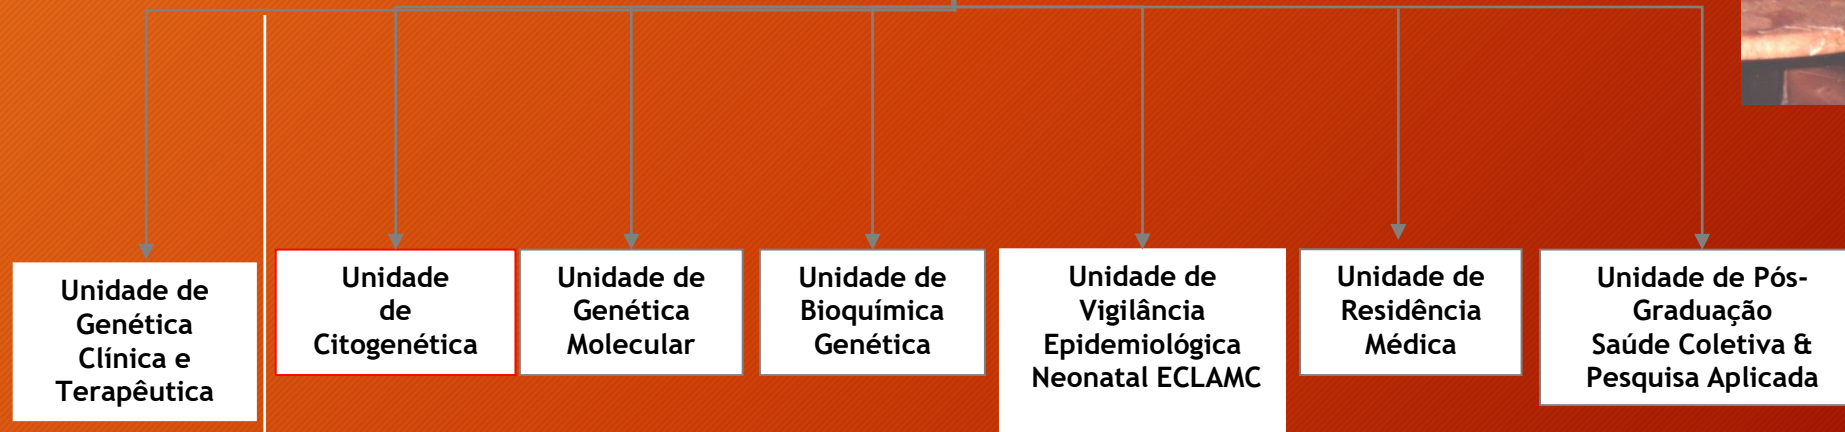 Unidade de
Genética
Clínica e
Terapêutica
Unidade
de
Citogenética
Unidade de
Genética
Molecular
Unidade de
Bioquímica
Genética
Unidade de
Vigilância
Epidemiológica
Neonatal ECLAMC
Unidade de
Residência
Médica
Unidade de Pós-
Graduação
Saúde Coletiva &
Pesquisa Aplicada